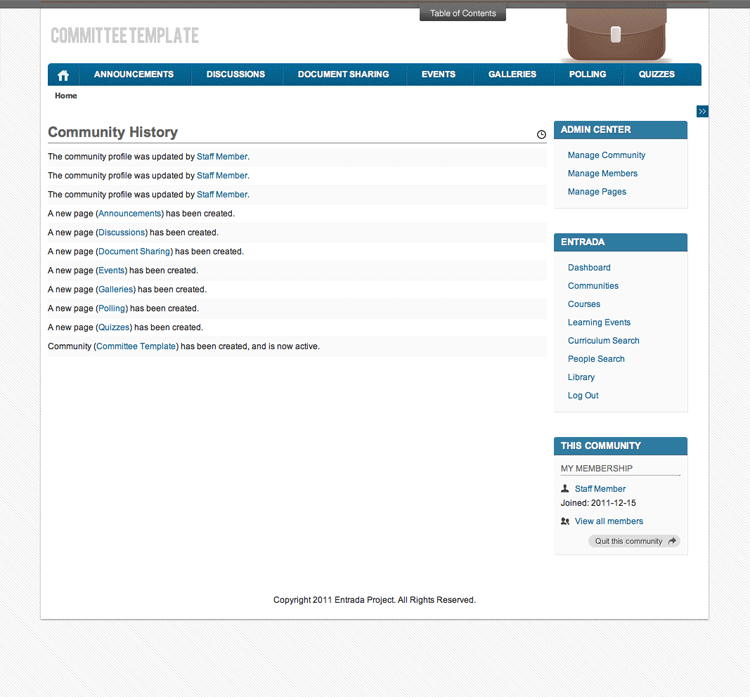 Table of Contents
COMMITTEE TEMPLATE
ANNOUNCEMENTS DISCUSSIONS DOCUMENT SHARING EVENTS GALLERIES POLLING QUIZZES
Home
Community History
The community profile was updated by Staff Member.
The community profile was updated by Staff Member.
The community profile was updated by Staff Member.
A new page (Announcements) has been created.
A new page (Discussions) has been created.
A new page (Document Sharing) has been created.
A new page (Events) has been created.
A new page (Galleries) has been created.
A new page (Polling) has been created.
A new page (Quizzes) has been created.
Community (Committee Template) has been created, and is now active.
ADMIN CENTER
Manage Community
Manage Members
Manage Pages
ENTRADA
Dashboard
Communities
Courses
Learning Events
Curriculum Search
People Search
Library
Log Out
THIS COMMUNITY
MY MEMBERSHIP
Staff Member
Joined: 2011-12-15
View all members
Quit this community
Copyright 2011 Entrada Project. All Rights Reserved.